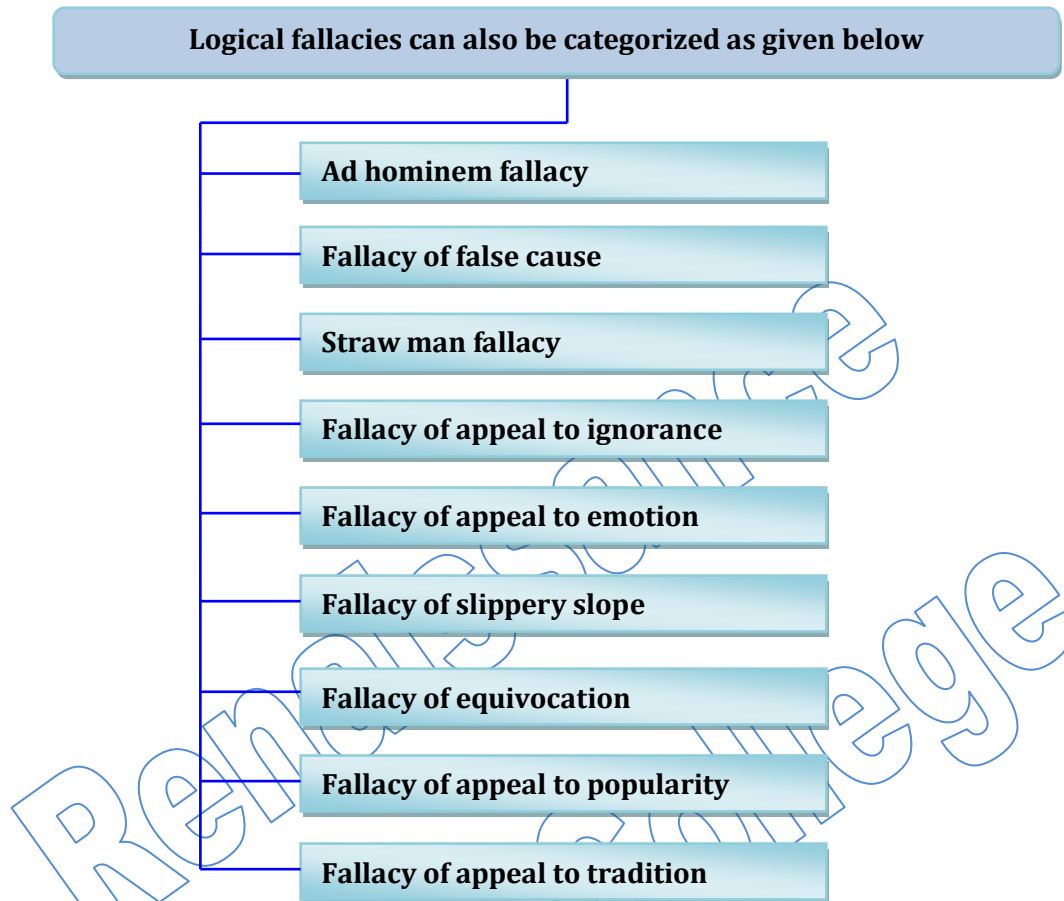 Logical fallacies can also be categorized as given below
Ad hominem fallacy
Fallacy of false cause
Straw man fallacy
Fallacy of appeal to ignorance
Fallacy of appeal to emotion
Fallacy of slippery slope
Fallacy of equivocation
Fallacy of appeal to popularity
Fallacy of appeal to tradition
Renaissance
College